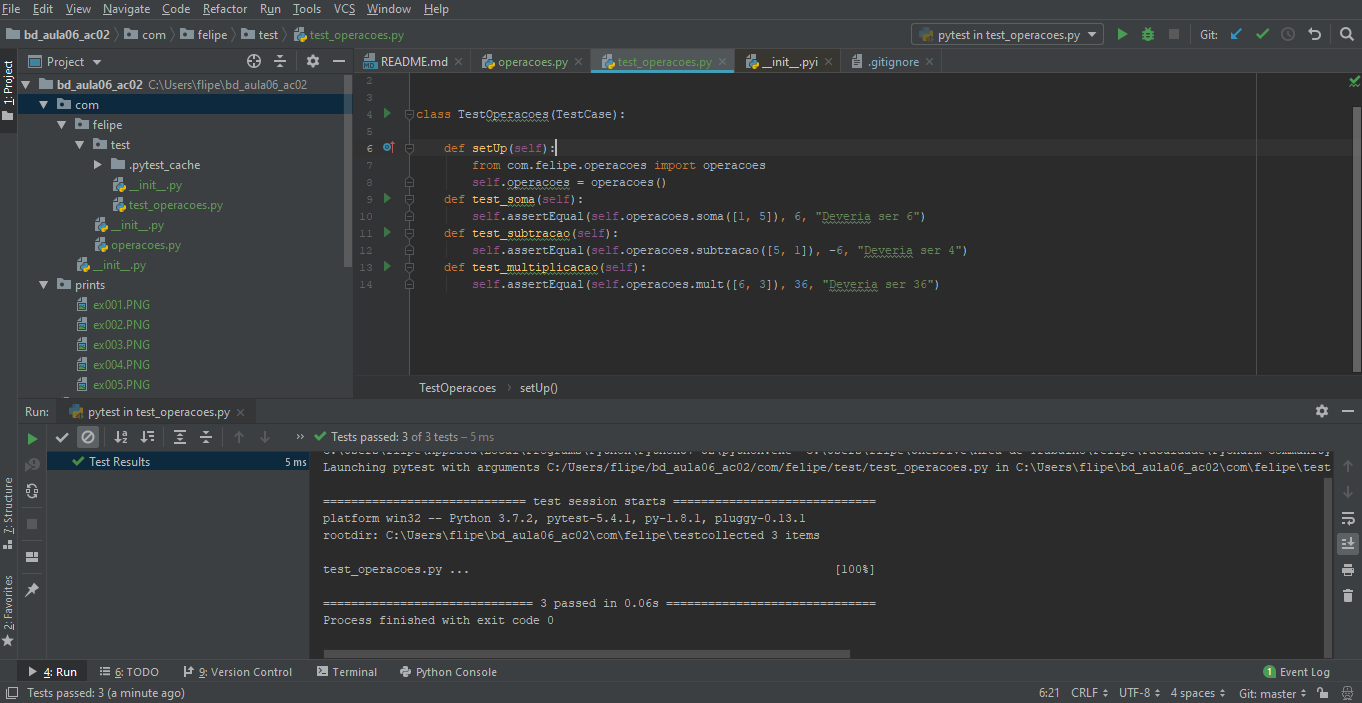 File Edit View Navigate Code Refactor Run Tools VCS Window Help
bd_aula06_ac02 com felipe test test_operacoes.py pytest in test_operacoes.py Git:
Project README.md operacoes.py test_operacoes.py __init__.pyi .gitignore
1: Project
bd_aula06_ac02 C:\Users\flipe\bd_aula06_ac02
com
felipe
test
.pytest_cache
__init__.py
test_operacoes.py
__init__.py
operacoes.py
__init__.py
prints
ex001.PNG
ex002.PNG
ex003.PNG
ex004.PNG
ex005.PNG
2
3
4 class TestOperacoes(TestCase):
5
6 def setUp(self):
7 from com.felipe.operacoes import operacoes
8 self.operacoes = operacoes()
9 def test_soma(self):
10 self.assertEqual(self.operacoes.soma([1, 5]), 6, "Deveria ser 6")
11 def test_subtracao(self):
12 self.assertEqual(self.operacoes.subtracao([5, 1]), -6, "Deveria ser 4")
13 def test_multiplicacao(self):
14 self.assertEqual(self.operacoes.mult([6, 3]), 36, "Deveria ser 36")
TestOperacoes setUp()
Run: pytest in test_operacoes.py
Tests passed: 3 of 3 tests – 5 ms
Test Results 5 ms
Launching pytest with arguments C:/Users/flipe/bd_aula06_ac02/com/felipe/test/test_operacoes.py in C:\Users\flipe\bd_aula06_ac02\com\felipe\test
============================= test session starts =============================
platform win32 -- Python 3.7.2, pytest-5.4.1, py-1.8.1, pluggy-0.13.1
rootdir: C:\Users\flipe\bd_aula06_ac02\com\felipe\testcollected 3 items
test_operacoes.py ... [100%]
============================== 3 passed in 0.06s ==============================
Process finished with exit code 0
7: Structure
2: Favorites
4: Run 6: TODO 9: Version Control Terminal Python Console 1 Event Log
Tests passed: 3 (a minute ago) 6:21 CRLF UTF-8 4 spaces Git: master